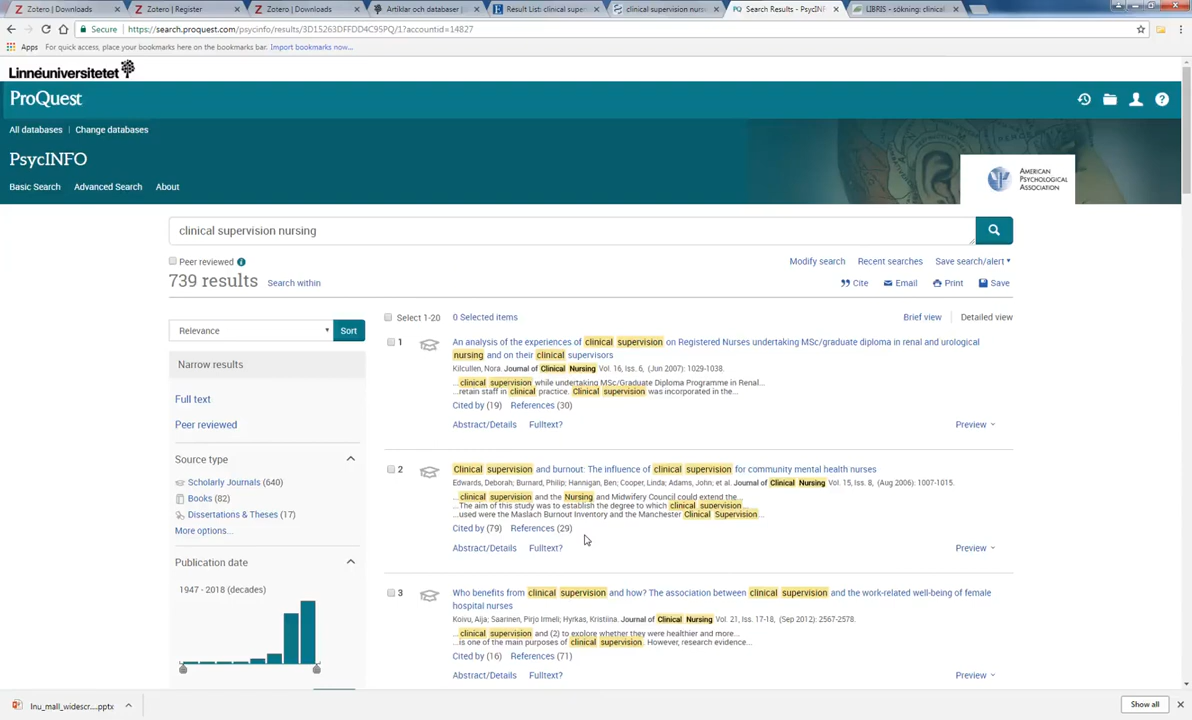 Zotero | Downloads
Zotero | Register
Zotero | Downloads
Artiklar och databaser |
Result List: clinical super
clinical supervision nurs
Search Results - PsycINF
LIBRIS - sökning: clinical
Secure https://search.proquest.com/psycinfo/results/3D15263DFFDD4C95PQ/1?accountid=14827
Apps For quick access, place your bookmarks here on the bookmarks bar. Import bookmarks now...
Linnéuniversitetet
ProQuest
All databases | Change databases
PsycINFO
AMERICAN
PSYCHOLOGICAL
ASSOCIATION
Basic Search Advanced Search About
clinical supervision nursing
Peer reviewed
Modify search Recent searches Save search/alert
739 results Search within
Cite Email Print Save
Relevance Sort
Select 1-20 0 Selected items Brief view | Detailed view
Narrow results
Full text
Peer reviewed
Source type
Scholarly Journals (640)
Books (82)
Dissertations & Theses (17)
More options...
Publication date
1947 - 2018 (decades)
1 An analysis of the experiences of clinical supervision on Registered Nurses undertaking MSc/graduate diploma in renal and urological
nursing and on their clinical supervisors
Kilcullen, Nora. Journal of Clinical Nursing Vol. 16, Iss. 6, (Jun 2007): 1029-1038.
...clinical supervision while undertaking MSc/Graduate Diploma Programme in Renal...
...retain staff in clinical practice. Clinical supervision was incorporated in the...
Cited by (19) References (30)
Abstract/Details Fulltext? Preview
2 Clinical supervision and burnout: The influence of clinical supervision for community mental health nurses
Edwards, Deborah; Burnard, Philip; Hannigan, Ben; Cooper, Linda; Adams, John; et al. Journal of Clinical Nursing Vol. 15, Iss. 8, (Aug 2006): 1007-1015.
...clinical supervision and the Nursing and Midwifery Council could extend the...
...The aim of this study was to establish the degree to which clinical supervision...
...used were the Maslach Burnout Inventory and the Manchester Clinical Supervision...
Cited by (79) References (29)
Abstract/Details Fulltext? Preview
3 Who benefits from clinical supervision and how? The association between clinical supervision and the work-related well-being of female
hospital nurses
Koivu, Aija; Saarinen, Pirjo Irmeli; Hyrkas, Kristiina. Journal of Clinical Nursing Vol. 21, Iss. 17-18, (Sep 2012): 2567-2578.
...clinical supervision and (2) to explore whether they were healthier and more...
...is one of the main purposes of clinical supervision. However, research evidence...
Cited by (16) References (71)
Abstract/Details Fulltext? Preview
lnu_mall_widescr....pptx
Show all